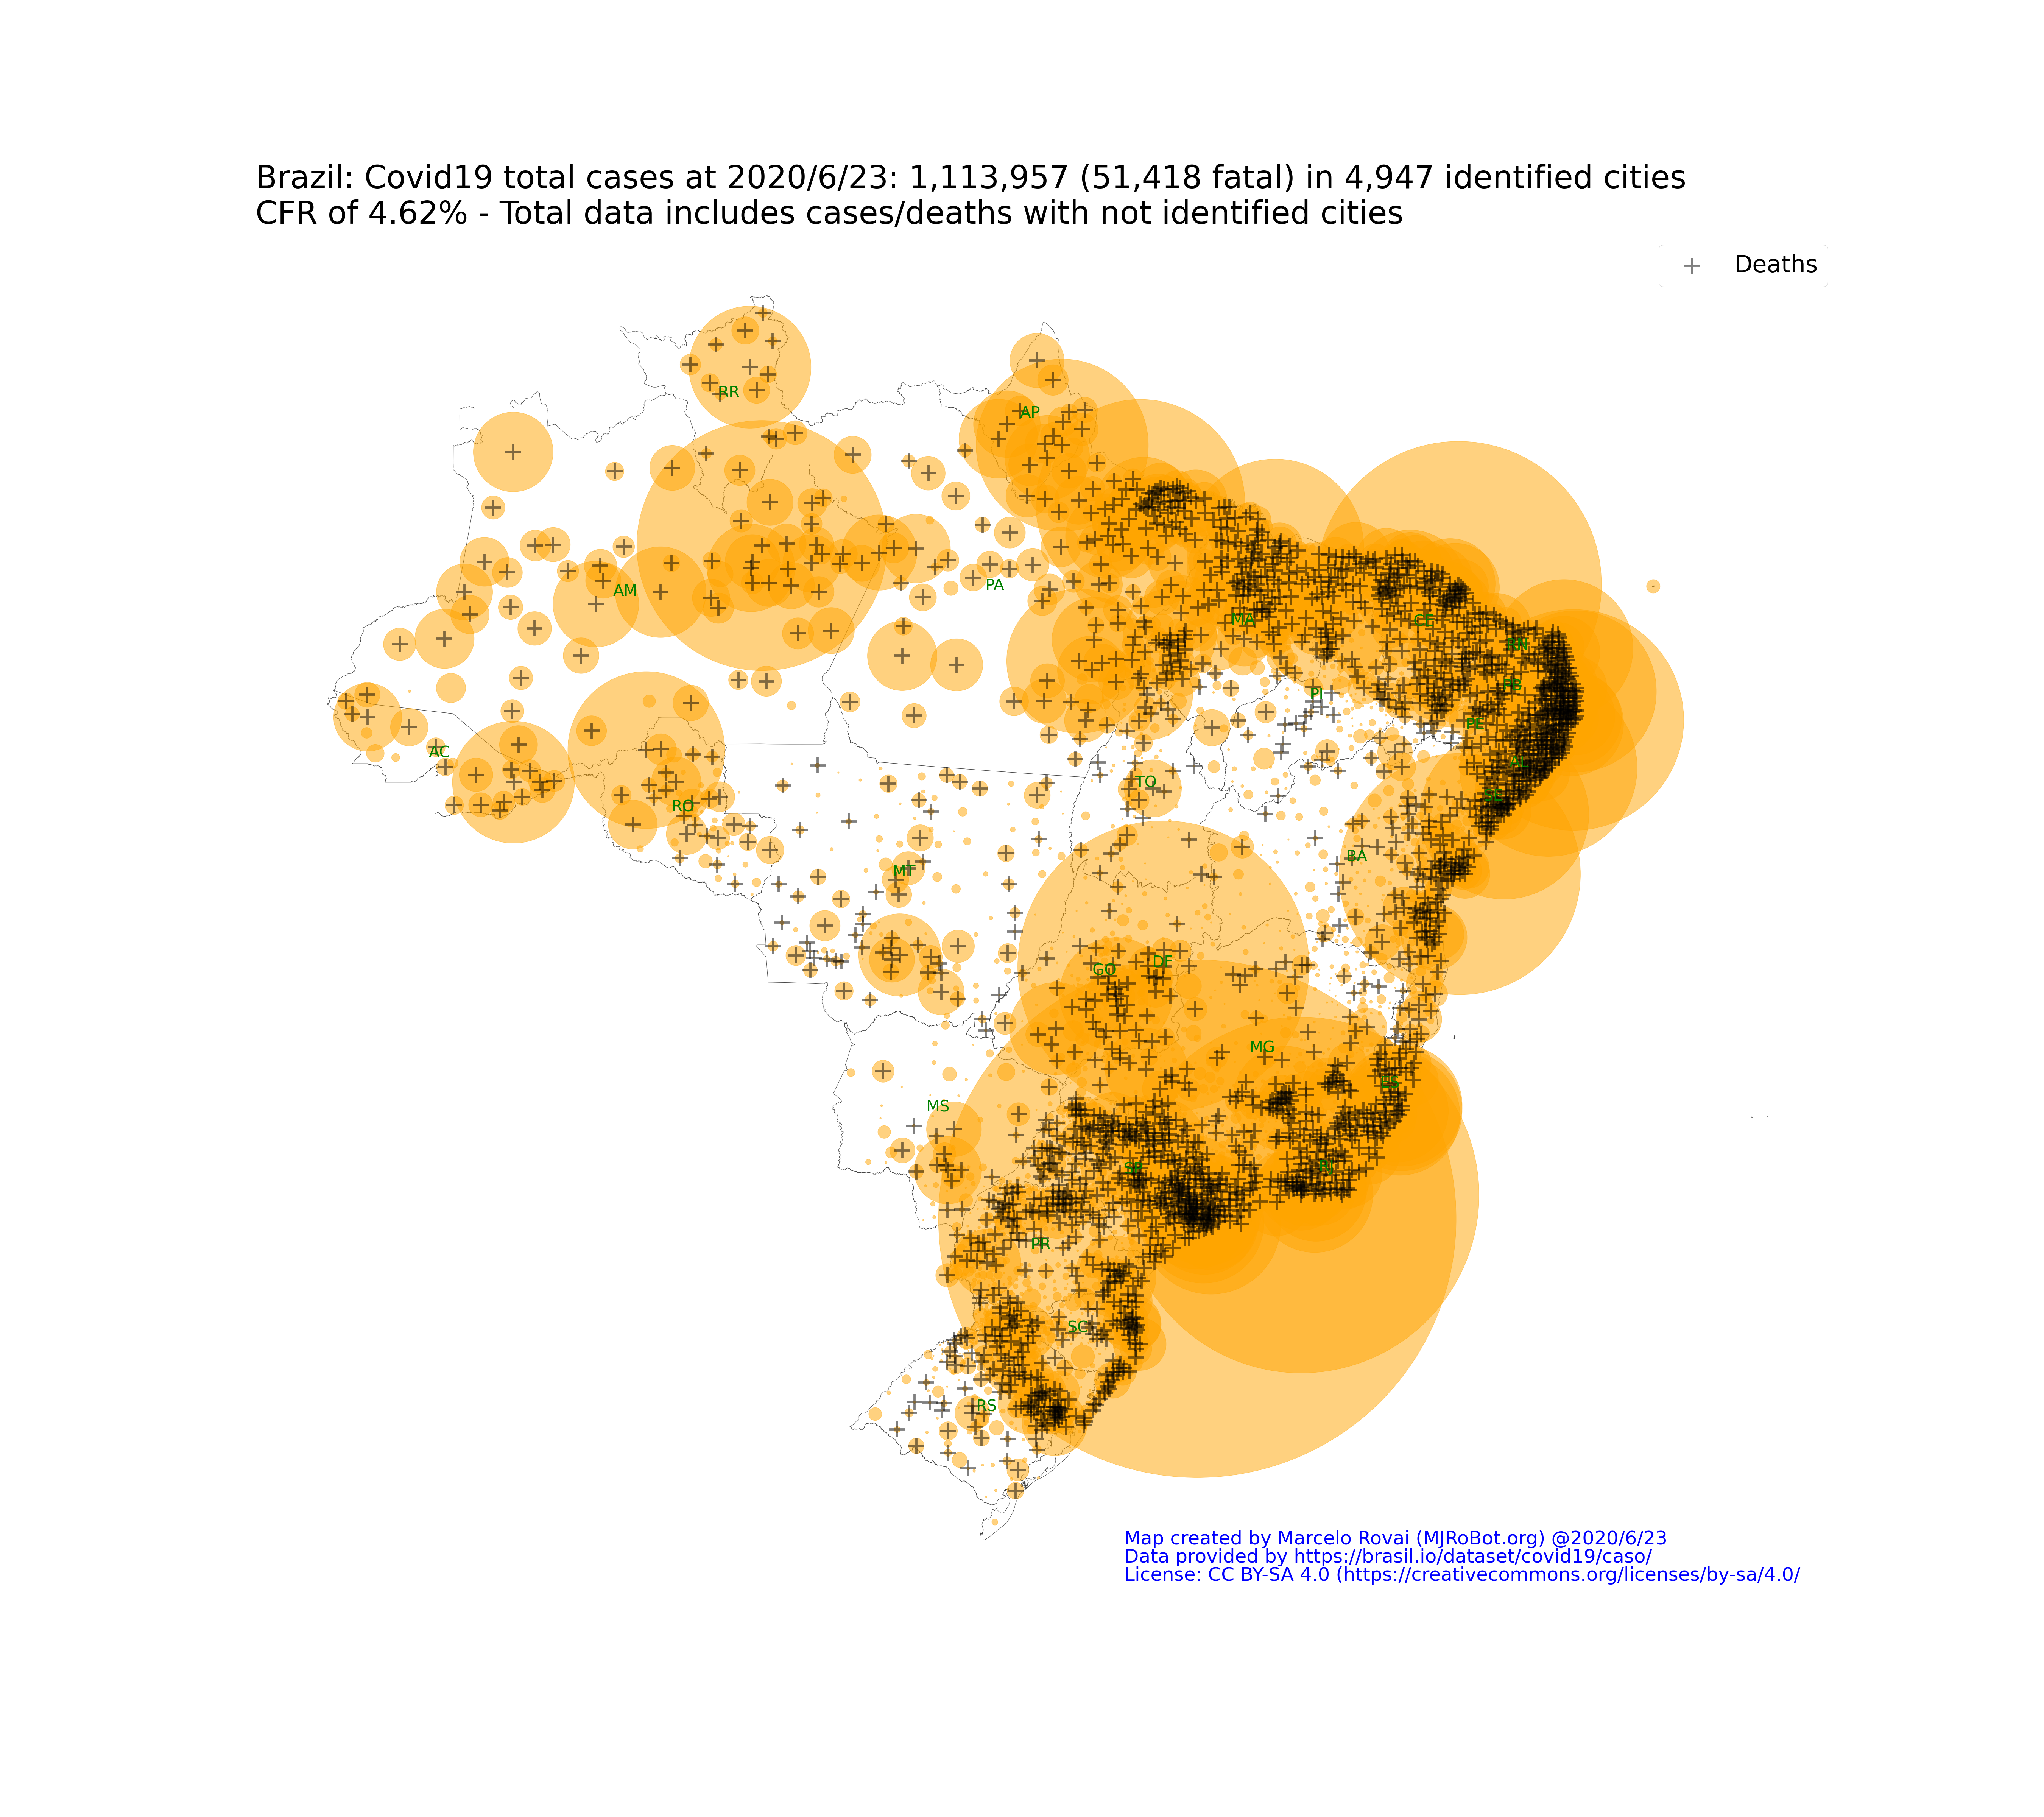 Brazil: Covid19 total cases at 2020/6/23: 1,113,957 (51,418 fatal) in 4,947 identified cities
CFR of 4.62% - Total data includes cases/deaths with not identified cities
Deaths
RR
AP
AM
PA
MA
CE
RN
PB
PI
PE
AC
AL
TO
SE
RO
BA
MT
DF
GO
MG
ES
MS
SP
RJ
PR
SC
RS
Map created by Marcelo Rovai (MJRoBot.org) @2020/6/23
Data provided by https://brasil.io/dataset/covid19/caso/
License: CC BY-SA 4.0 (https://creativecommons.org/licenses/by-sa/4.0/